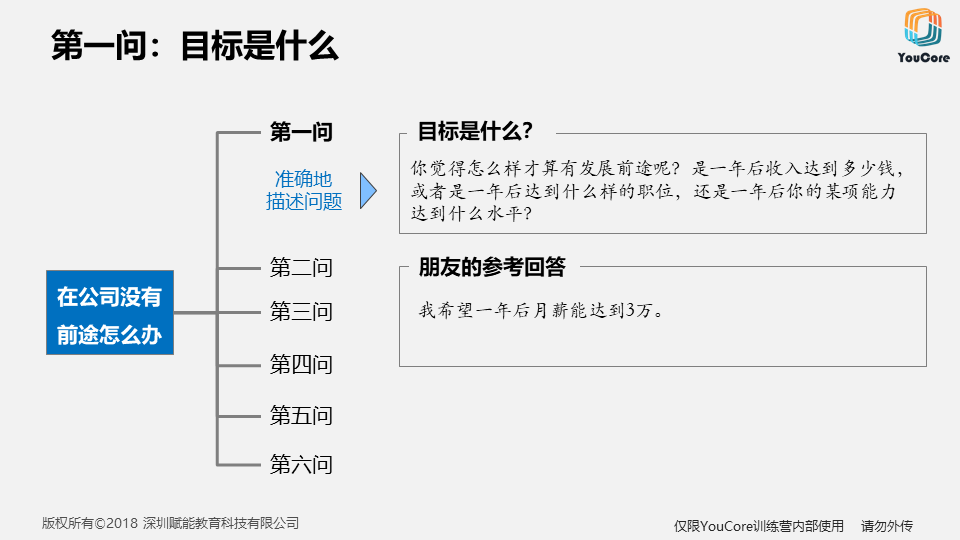 第一问：目标是什么
YouCore
第一问
目标是什么？
准确地
描述问题
你觉得怎么样才算有发展前途呢？是一年后收入达到多少钱，
或者是一年后达到什么样的职位，还是一年后你的某项能力
达到什么水平？
第二问
朋友的参考回答
在公司没有
前途怎么办
第三问
我希望一年后月薪能达到3万。
第四问
第五问
第六问
版权所有©2018 深圳赋能教育科技有限公司
仅限YouCore训练营内部使用 请勿外传